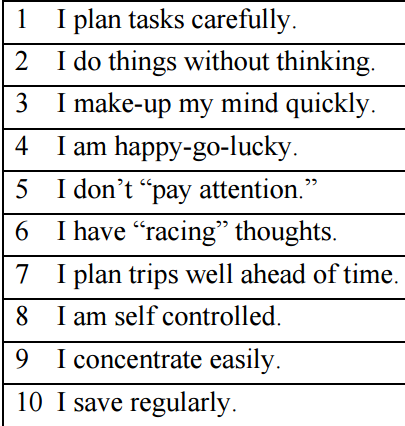 1 I plan tasks carefully.
2 I do things without thinking.
3 I make-up my mind quickly.
4 I am happy-go-lucky.
5 I don’t “pay attention.”
6 I have “racing” thoughts.
7 I plan trips well ahead of time.
8 I am self controlled.
9 I concentrate easily.
10 I save regularly.